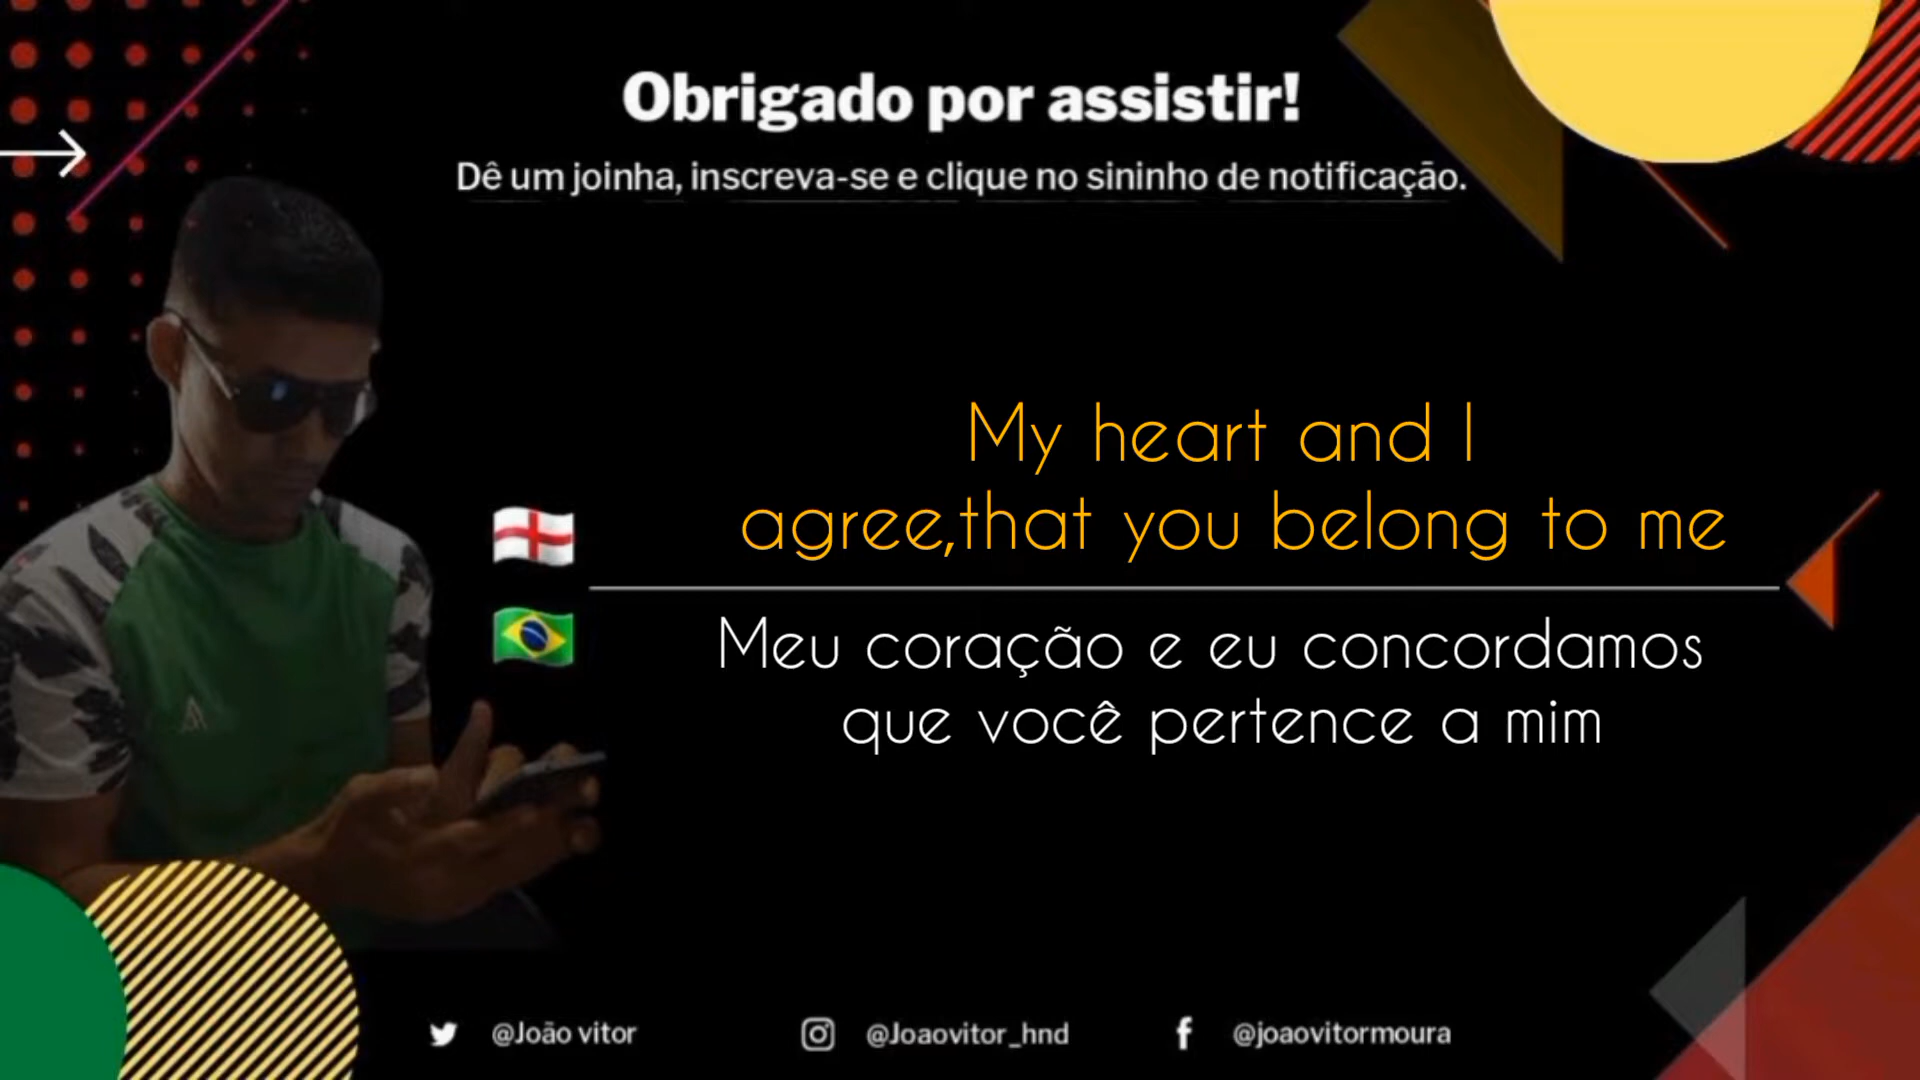 Obrigado por assistir!
Dê um joinha, inscreva-se e clique no sininho de notificação.
My heart and I
agree,that you belong to me
Meu coração e eu concordamos
que você pertence a mim
@João vitor
@Joaovitor_hnd
@joaovitormoura